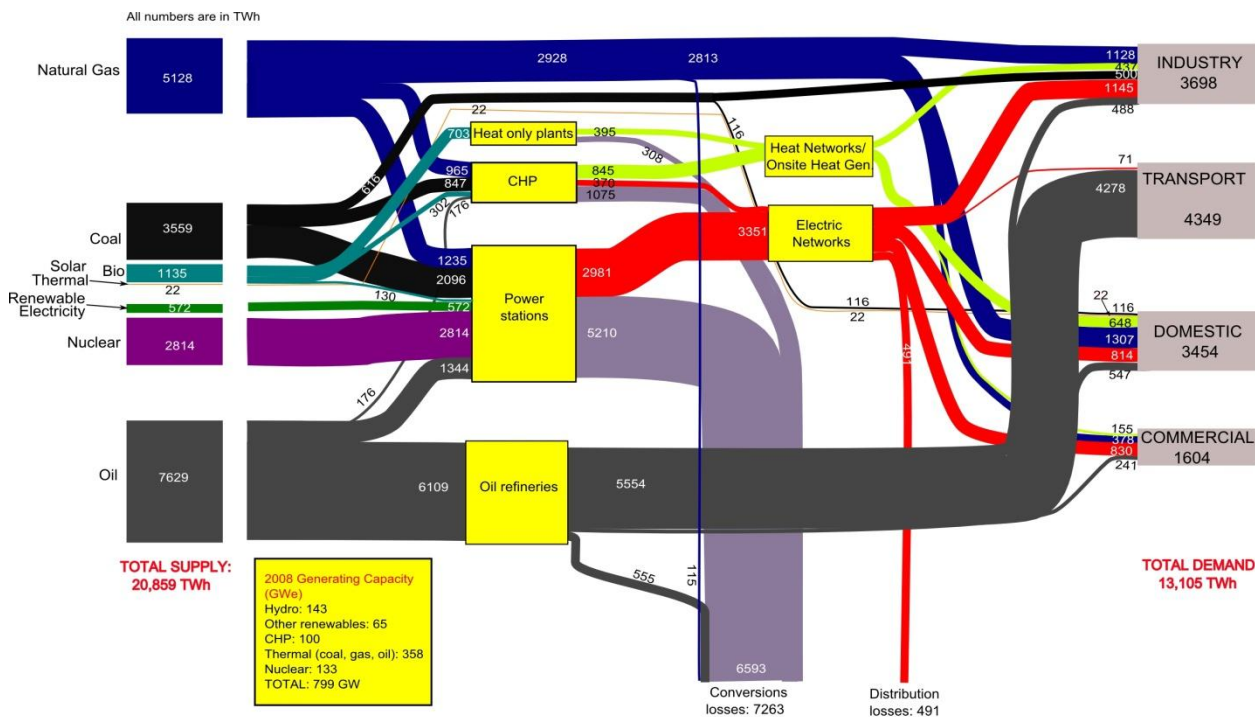 All numbers are in TWh
Natural Gas
5128
2928
2813
1128
437
500
1145
488
INDUSTRY
3698
22
116
703
Heat only plants
395
308
Heat Networks/
Onsite Heat Gen.
71
TRANSPORT
4278
4349
965
847
616
302
176
CHP
845
370
1075
3559
Coal
1235
2096
2981
3351
Electric
Networks
Bio
1135
Solar
Thermal
22
Renewable
Electricity
572
130
572
Power
stations
5210
116
22
22
116
648
1307
814
547
DOMESTIC
3454
Nuclear
2814
2814
1344
176
491
155
378
830
241
COMMERCIAL
1604
Oil
7629
6109
Oil refineries
5554
555
115
TOTAL SUPPLY:
20,859 TWh
TOTAL DEMAND
13,105 TWh
2008 Generating Capacity
(GWe)
Hydro: 143
Other renewables: 65
CHP: 100
Thermal (coal, gas, oil): 358
Nuclear: 133
TOTAL: 799 GW
6593
Conversions
losses: 7263
Distribution
losses: 491